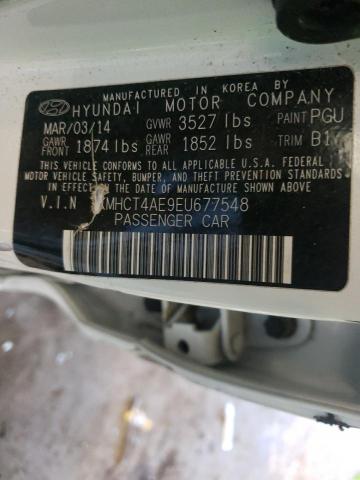 MANUFACTURED IN KOREA BY
HYUNDAI MOTOR COMPANY
MAR/03/14 GVWR 3527 lbs PAINT PGU
GAWR FRONT 1874 lbs GAWR REAR 1852 lbs TRIM B1
THIS VEHICLE CONFORMS TO ALL APPLICABLE U.S.A. FEDERAL
MOTOR VEHICLE SAFETY, BUMPER, AND THEFT PREVENTION
STANDARDS IN EFFECT ON THE DATE OF MANUFACTURE SHOWN ABOVE.
V.I.N KMHCT4AE9EU677548
PASSENGER CAR